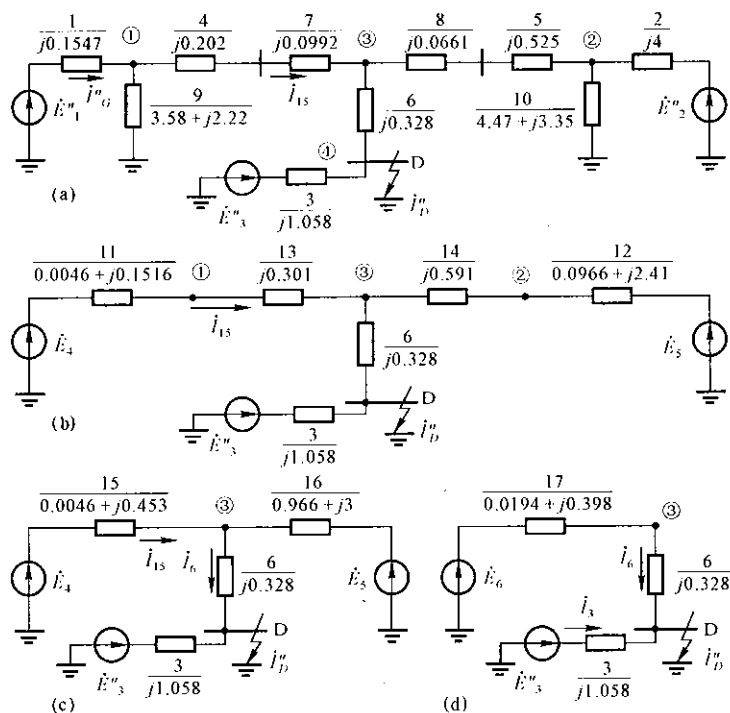 1 4 7 8 5 2
j0.1547 ① j0.202 j0.0992 ③ j0.0661 j0.525 ② j4
İ″G İ15
Ė″1 9 6 10 Ė″2
3.58 + j2.22 j0.328 4.47 + j3.35
④ D
Ė″3 3 İ″D
j1.058
(a)
11 13 14 12
0.0046 + j0.1516 ① j0.301 ③ j0.591 ② 0.0966 + j2.41
İ15
Ė4 6 Ė5
j0.328
D
Ė″3 3 İ″D
j1.058
(b)
15 16
0.0046 + j0.453 ③ 0.966 + j3
İ15 İ6
Ė4 6 Ė5
j0.328
D
Ė″3 3 İ″D
j1.058
(c)
17
0.0194 + j0.398 ③
Ė6 İ6 6
j0.328
İ3 D
Ė″3 3 İ″D
j1.058
(d)